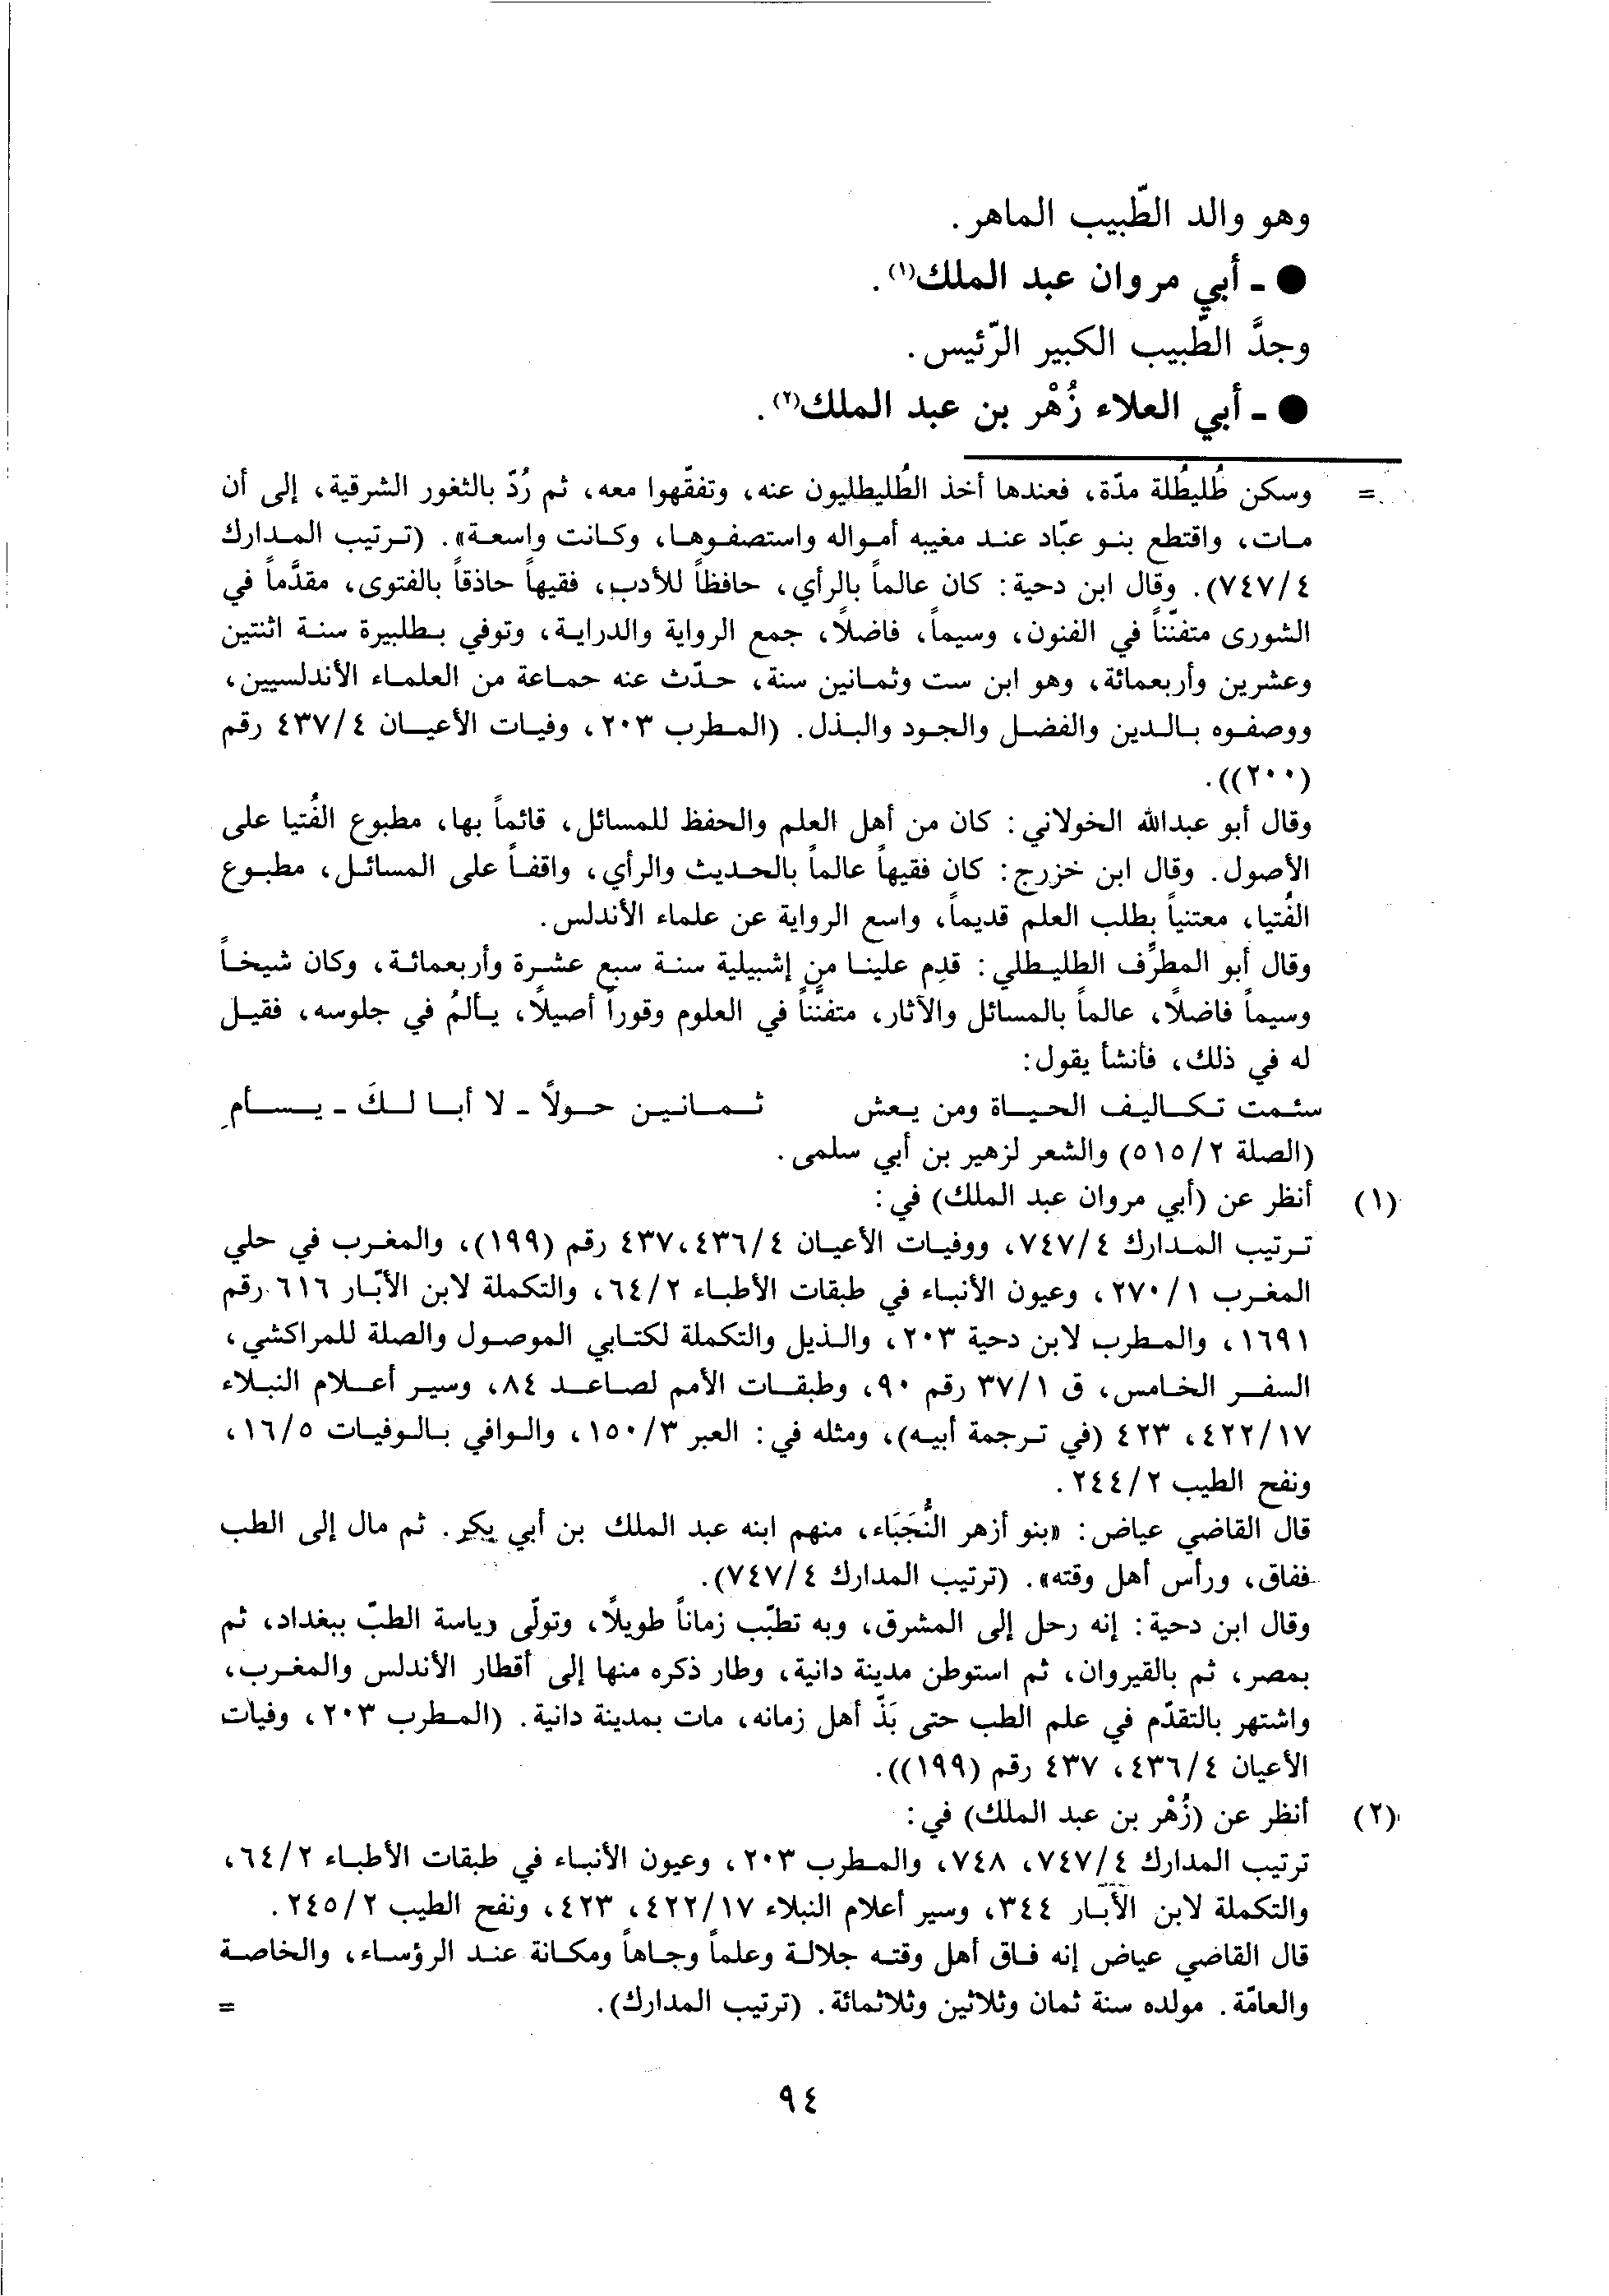 وهو والد الطّبيب الماهر.
● - أبي مروان عبد الملك(١).
وجدَّ الطّبيب الكبير الرّئيس.
● - أبي العلاء زُهْر بن عبد الملك(٢).
= وسكن طُليطُلة مدّة، فعندها أخذ الطُليطليون عنه، وتفقّهوا معه، ثم رُدّ بالثغور الشرقية، إلى أن
مات، واقتطع بنو عبّاد عند مغيبه أمواله واستصفوها، وكانت واسعة». (ترتيب المدارك
٧٤٧/٤). وقال ابن دحية: كان عالماً بالرأي، حافظاً للأدب، فقيهاً حاذقاً بالفتوى، مقدَّماً في
الشورى متفنّناً في الفنون، وسيماً، فاضلاً، جمع الرواية والدراية، وتوفي بطلبيرة سنة اثنتين
وعشرين وأربعمائة، وهو ابن ست وثمانين سنة، حدّث عنه جماعة من العلماء الأندلسيين،
ووصفوه بالدين والفضل والجود والبذل. (المطرب ٢٠٣، وفيات الأعيان ٤٣٧/٤ رقم
(٢٠٠)).
وقال أبو عبدالله الخولاني: كان من أهل العلم والحفظ للمسائل، قائماً بها، مطبوع الفُتيا على
الأصول. وقال ابن خزرج: كان فقيهاً عالماً بالحديث والرأي، واقفاً على المسائل، مطبوع
الفُتيا، معتنياً بطلب العلم قديماً، واسع الرواية عن علماء الأندلس.
وقال أبو المطرِّف الطليطلي: قدِم علينا من إشبيلية سنة سبع عشرة وأربعمائة، وكان شيخاً
وسيماً فاضلاً، عالماً بالمسائل والآثار، متفنّناً في العلوم وقوراً أصيلاً، يألمُ في جلوسه، فقيل
له في ذلك، فأنشأ يقول:
سئمت تكاليف الحياة ومن يعش ثمانين حولاً - لا أبا لكَ - يسأمِ
(الصلة ٥١٥/٢) والشعر لزهير بن أبي سلمى.
(١) أنظر عن (أبي مروان عبد الملك) في:
ترتيب المدارك ٧٤٧/٤، ووفيات الأعيان ٤٣٦/٤، ٤٣٧ رقم (١٩٩)، والمغرب في حلي
المغرب ٢٧٠/١، وعيون الأنباء في طبقات الأطباء ٦٤/٢، والتكملة لابن الأبّار ٦١٦ رقم
١٦٩١، والمطرب لابن دحية ٢٠٣، والذيل والتكملة لكتابي الموصول والصلة للمراكشي،
السفر الخامس، ق ٣٧/١ رقم ٩٠، وطبقات الأمم لصاعد ٨٤، وسير أعلام النبلاء
٤٢٢/١٧، ٤٢٣ (في ترجمة أبيه)، ومثله في: العبر ١٥٠/٣، والوافي بالوفيات ١٦/٥،
ونفح الطيب ٢٤٤/٢.
قال القاضي عياض: «بنو أزهر النُّجَبَاء، منهم ابنه عبد الملك بن أبي بكر. ثم مال إلى الطب
ففاق، ورأس أهل وقته». (ترتيب المدارك ٧٤٧/٤).
وقال ابن دحية: إنه رحل إلى المشرق، وبه تطبّب زماناً طويلاً، وتولّى رياسة الطبّ ببغداد، ثم
بمصر، ثم بالقيروان، ثم استوطن مدينة دانية، وطار ذكره منها إلى أقطار الأندلس والمغرب،
واشتهر بالتقدّم في علم الطب حتى بَذّ أهل زمانه، مات بمدينة دانية. (المطرب ٢٠٣، وفيات
الأعيان ٤٣٦/٤، ٤٣٧ رقم (١٩٩)).
(٢) أنظر عن (زُهْر بن عبد الملك) في:
ترتيب المدارك ٧٤٧/٤، ٧٤٨، والمطرب ٢٠٣، وعيون الأنباء في طبقات الأطباء ٦٤/٢،
والتكملة لابن الأبّار ٣٤٤، وسير أعلام النبلاء ٤٢٢/١٧، ٤٢٣، ونفح الطيب ٢٤٥/٢.
قال القاضي عياض إنه فاق أهل وقته جلالة وعلماً وجاهاً ومكانة عند الرؤساء، والخاصة
والعامّة. مولده سنة ثمان وثلاثين وثلاثمائة. (ترتيب المدارك). =
٩٤